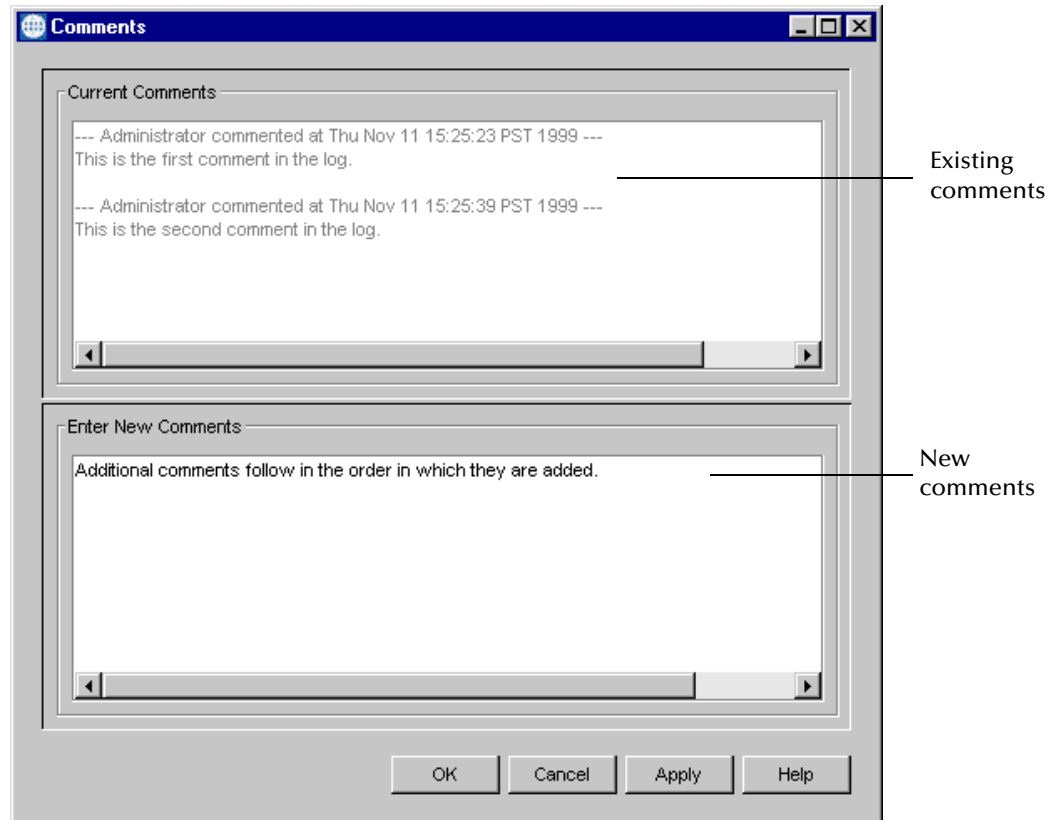 Comments
Current Comments
--- Administrator commented at Thu Nov 11 15:25:23 PST 1999 ---
This is the first comment in the log.
--- Administrator commented at Thu Nov 11 15:25:39 PST 1999 ---
This is the second comment in the log.
Existing
comments
Enter New Comments
Additional comments follow in the order in which they are added.
New
comments
OK Cancel Apply Help